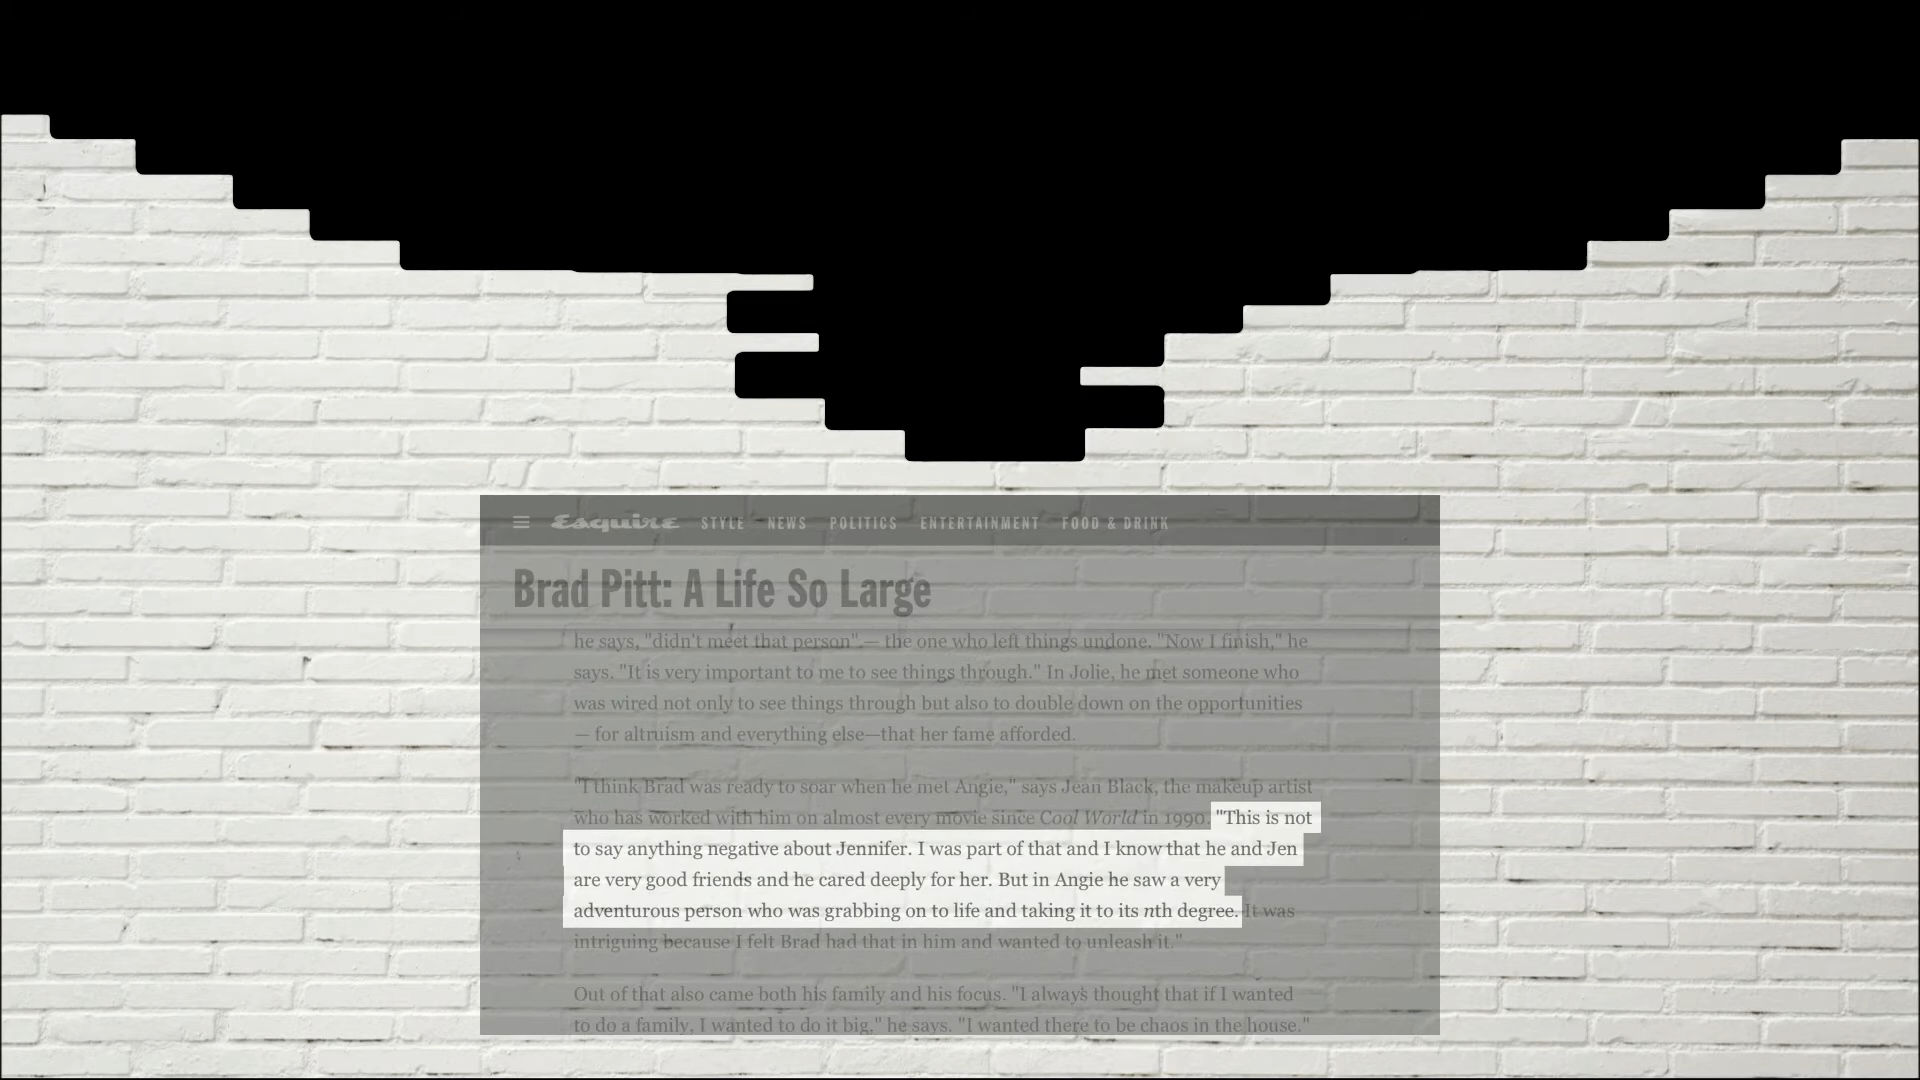 Esquire STYLE NEWS POLITICS ENTERTAINMENT FOOD & DRINK
Brad Pitt: A Life So Large
he says, "didn't meet that person" — the one who left things undone. "Now I finish," he
says. "It is very important to me to see things through." In Jolie, he met someone who
was wired not only to see things through but also to double down on the opportunities
— for altruism and everything else—that her fame afforded.
"I think Brad was ready to soar when he met Angie," says Jean Black, the makeup artist
who has worked with him on almost every movie since Cool World in 1990. "This is not
to say anything negative about Jennifer. I was part of that and I know that he and Jen
are very good friends and he cared deeply for her. But in Angie he saw a very
adventurous person who was grabbing on to life and taking it to its nth degree. It was
intriguing because I felt Brad had that in him and wanted to unleash it."
Out of that also came both his family and his focus. "I always thought that if I wanted
to do a family, I wanted to do it big," he says. "I wanted there to be chaos in the house."